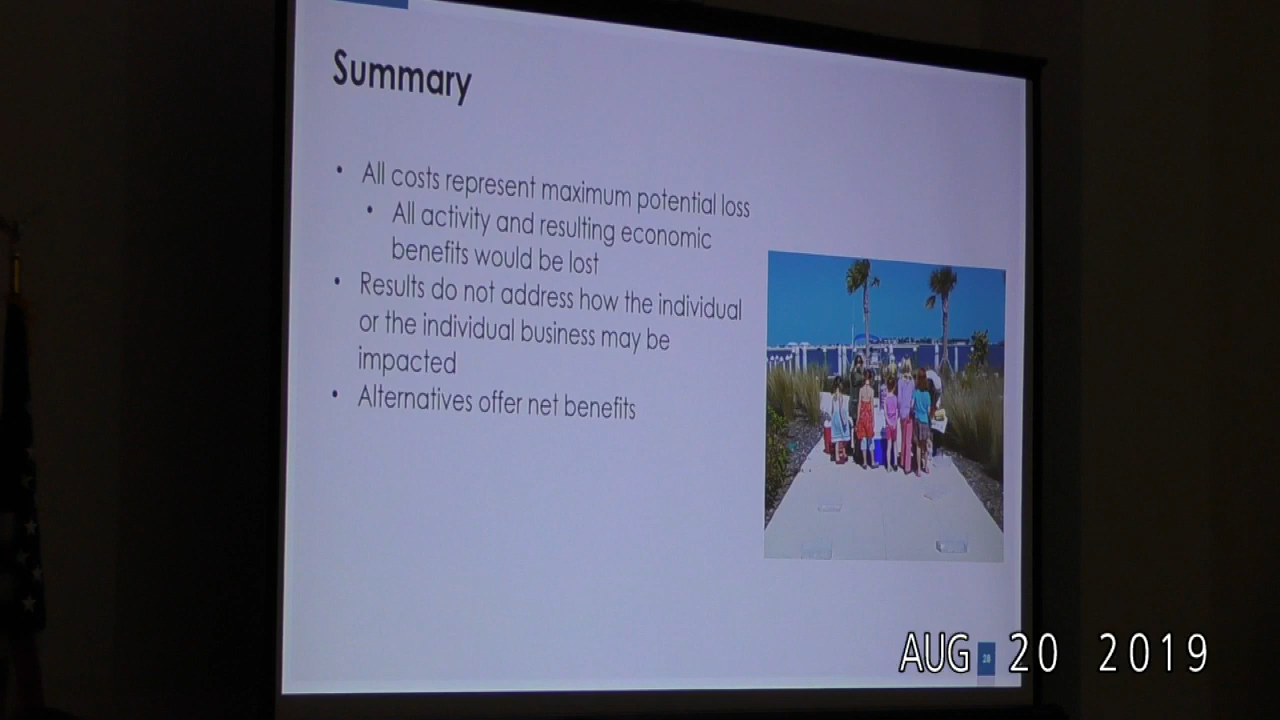 Summary
• All costs represent maximum potential loss
• All activity and resulting economic
benefits would be lost
• Results do not address how the individual
or the individual business may be
impacted
• Alternatives offer net benefits
AUG 20 2019